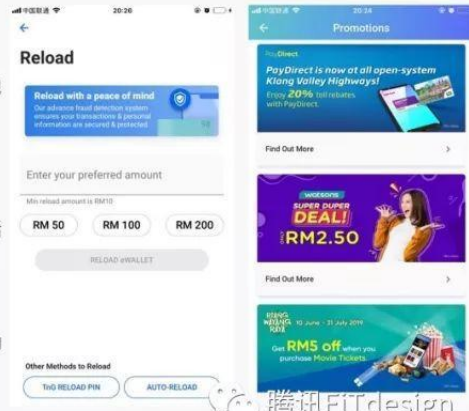 中国联通
20:26
Reload
Reload with a peace of mind
Our advance fraud detection system
ensures your transactions & personal
information are secured & protected.
Enter your preferred amount
Min reload amount is RM10
RM 50
RM 100
RM 200
RELOAD eWALLET
Other Methods to Reload
TnG RELOAD PIN
AUTO-RELOAD
中国联通
Promotions
PayDirect
PayDirect is now at all open-system
Klang Valley Highways!
Enjoy 20% toll rebates
with PayDirect.
Find Out More
watsons
SUPER DUPER
DEAL!
ONLY RM2.50
Find Out More
10 June - 31 July 2019
Get RM5 off when you
purchase Movie Tickets.
腾讯FiTdesign